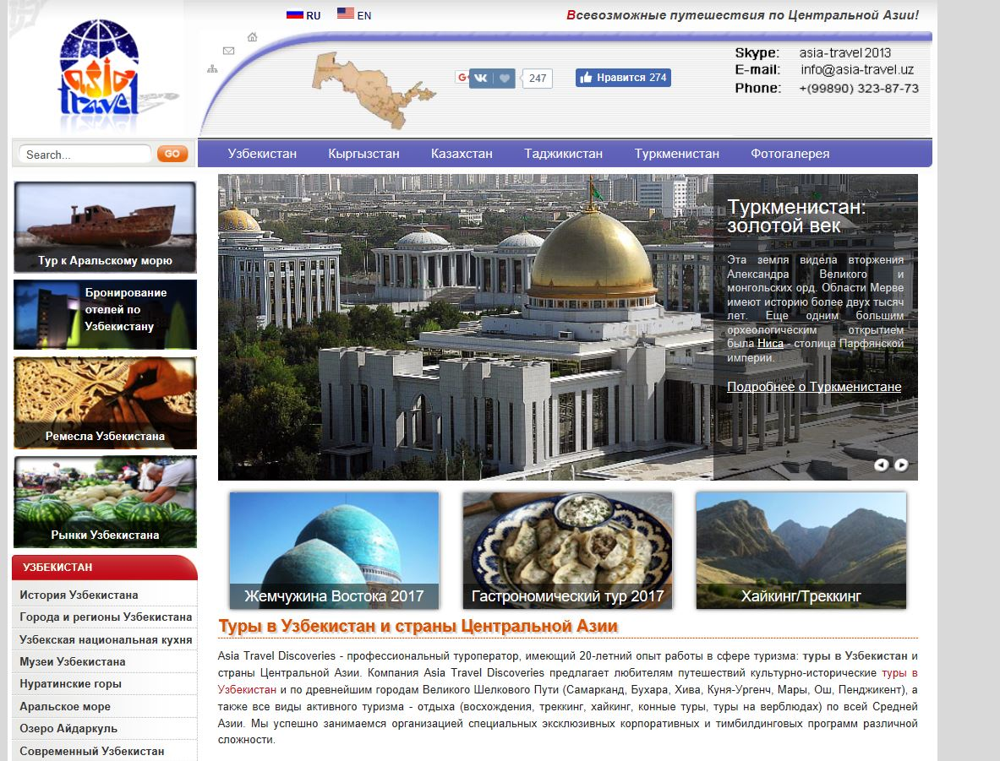 asia
travel
RU EN
Всевозможные путешествия по Центральной Азии!
Skype: asia-travel2013
E-mail: info@asia-travel.uz
Phone: +(99890) 323-87-73
G+
247
Нравится 274
Search...
GO
Узбекистан Кыргызстан Казахстан Таджикистан Туркменистан Фотогалерея
Тур к Аральскому морю
Бронирование
отелей по
Узбекистану
Ремесла Узбекистана
Рынки Узбекистана
УЗБЕКИСТАН
История Узбекистана
Города и регионы Узбекистана
Узбекская национальная кухня
Музеи Узбекистана
Нуратинские горы
Аральское море
Озеро Айдаркуль
Современный Узбекистан
Туркменистан:
золотой век
Эта земля видела вторжения
Александра Великого и
монгольских орд. Области Мерве
имеют историю более двух тысяч
лет. Еще одним большим
орхеологическим открытием
была Ниса - столица Парфянской
империи.
Подробнее о Туркменистане
Жемчужина Востока 2017
Гастрономический тур 2017
Хайкинг/Треккинг
Туры в Узбекистан и страны Центральной Азии
Asia Travel Discoveries - профессиональный туроператор, имеющий 20-летний опыт работы в сфере туризма: туры в Узбекистан и
страны Центральной Азии. Компания Asia Travel Discoveries предлагает любителям путешествий культурно-исторические туры в
Узбекистан и по древнейшим городам Великого Шелкового Пути (Самарканд, Бухара, Хива, Куня-Ургенч, Мары, Ош, Пенджикент), а
также все виды активного туризма - отдыха (восхождения, треккинг, хайкинг, конные туры, туры на верблюдах) по всей Средней
Азии. Мы успешно занимаемся организацией специальных эксклюзивных корпоративных и тимбилдинговых программ различной
сложности.